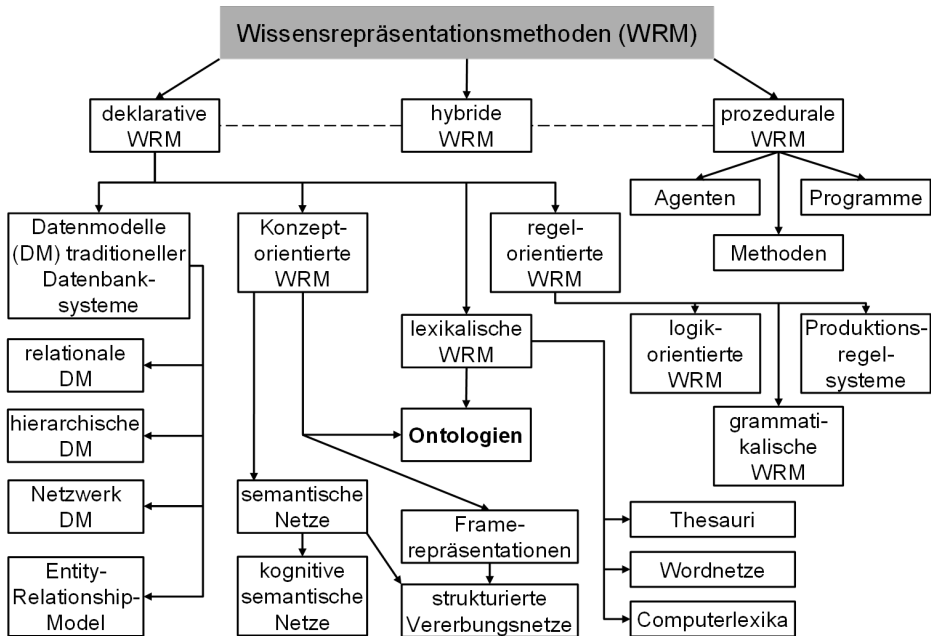 Wissensrepräsentationsmethoden (WRM)
deklarative
WRM
hybride
WRM
prozedurale
WRM
Agenten
Programme
Methoden
Datenmodelle
(DM) traditioneller
Datenbank-
systeme
Konzept-
orientierte
WRM
regel-
orientierte
WRM
lexikalische
WRM
logik-
orientierte
WRM
Produktions-
regel-
systeme
relationale
DM
hierarchische
DM
Ontologien
grammati-
kalische
WRM
Netzwerk
DM
semantische
Netze
Frame-
repräsentationen
Thesauri
Wordnetze
Entity-
Relationship-
Model
kognitive
semantische
Netze
strukturierte
Vererbungsnetze
Computerlexika